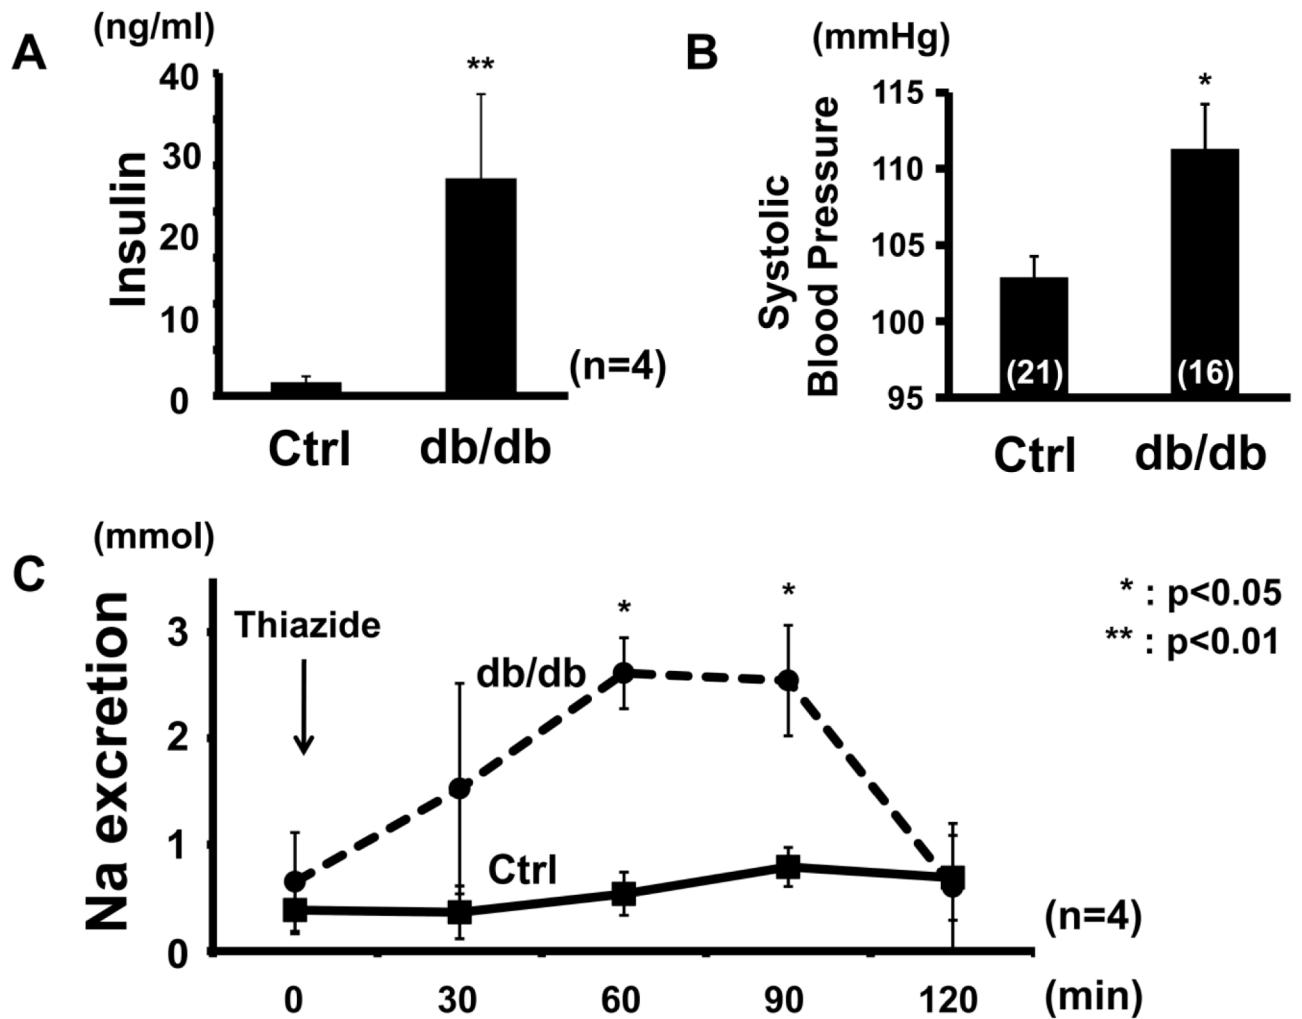 A
(ng/ml)
Insulin
40
30
20
10
0
**
Ctrl
db/db
(n=4)
B
(mmHg)
Systolic
Blood Pressure
115
110
105
100
95
*
(21)
(16)
Ctrl
db/db
C
(mmol)
Na excretion
3
2
1
0
Thiazide
db/db
Ctrl
*
*
* : p<0.05
** : p<0.01
(n=4)
0 30 60 90 120 (min)